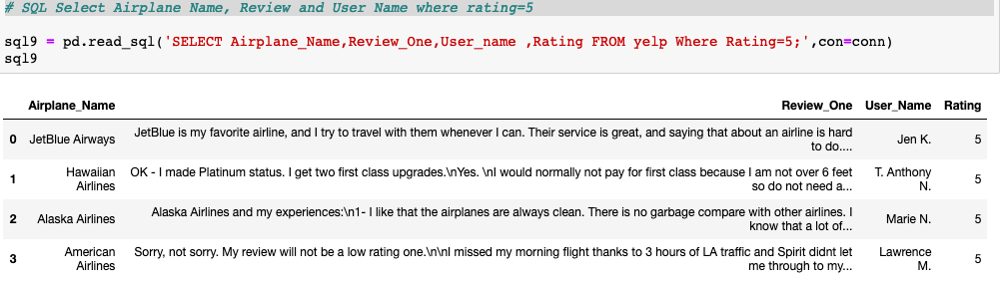 # SQL Select Airplane Name, Review and User Name where rating=5
sql9 = pd.read_sql('SELECT Airplane_Name,Review_One,User_name ,Rating FROM yelp Where Rating=5;',con=conn)
sql9
Airplane_Name Review_One User_Name Rating
0 JetBlue Airways JetBlue is my favorite airline, and I try to travel with them whenever I can. Their service is great, and saying that about an airline is hard
to do.... Jen K. 5
1 Hawaiian
Airlines OK - I made Platinum status. I get two first class upgrades.\nYes. \nI would normally not pay for first class because I am not over 6 feet
so do not need a... T. Anthony
N. 5
2 Alaska Airlines Alaska Airlines and my experiences:\n1- I like that the airplanes are always clean. There is no garbage compare with other airlines. I
know that a lot of... Marie N. 5
3 American
Airlines Sorry, not sorry. My review will not be a low rating one.\n\nI missed my morning flight thanks to 3 hours of LA traffic and Spirit didnt let
me through to my... Lawrence
M. 5